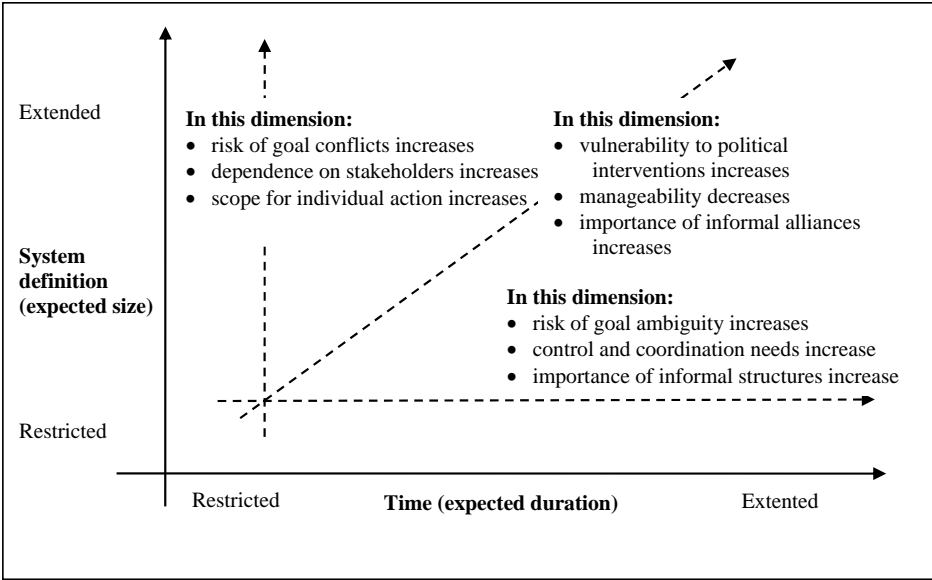 Extended
In this dimension:
• risk of goal conflicts increases
• dependence on stakeholders increases
• scope for individual action increases
In this dimension:
• vulnerability to political
interventions increases
• manageability decreases
• importance of informal alliances
increases
System
definition
(expected size)
In this dimension:
• risk of goal ambiguity increases
• control and coordination needs increase
• importance of informal structures increase
Restricted
Restricted
Time (expected duration)
Extented